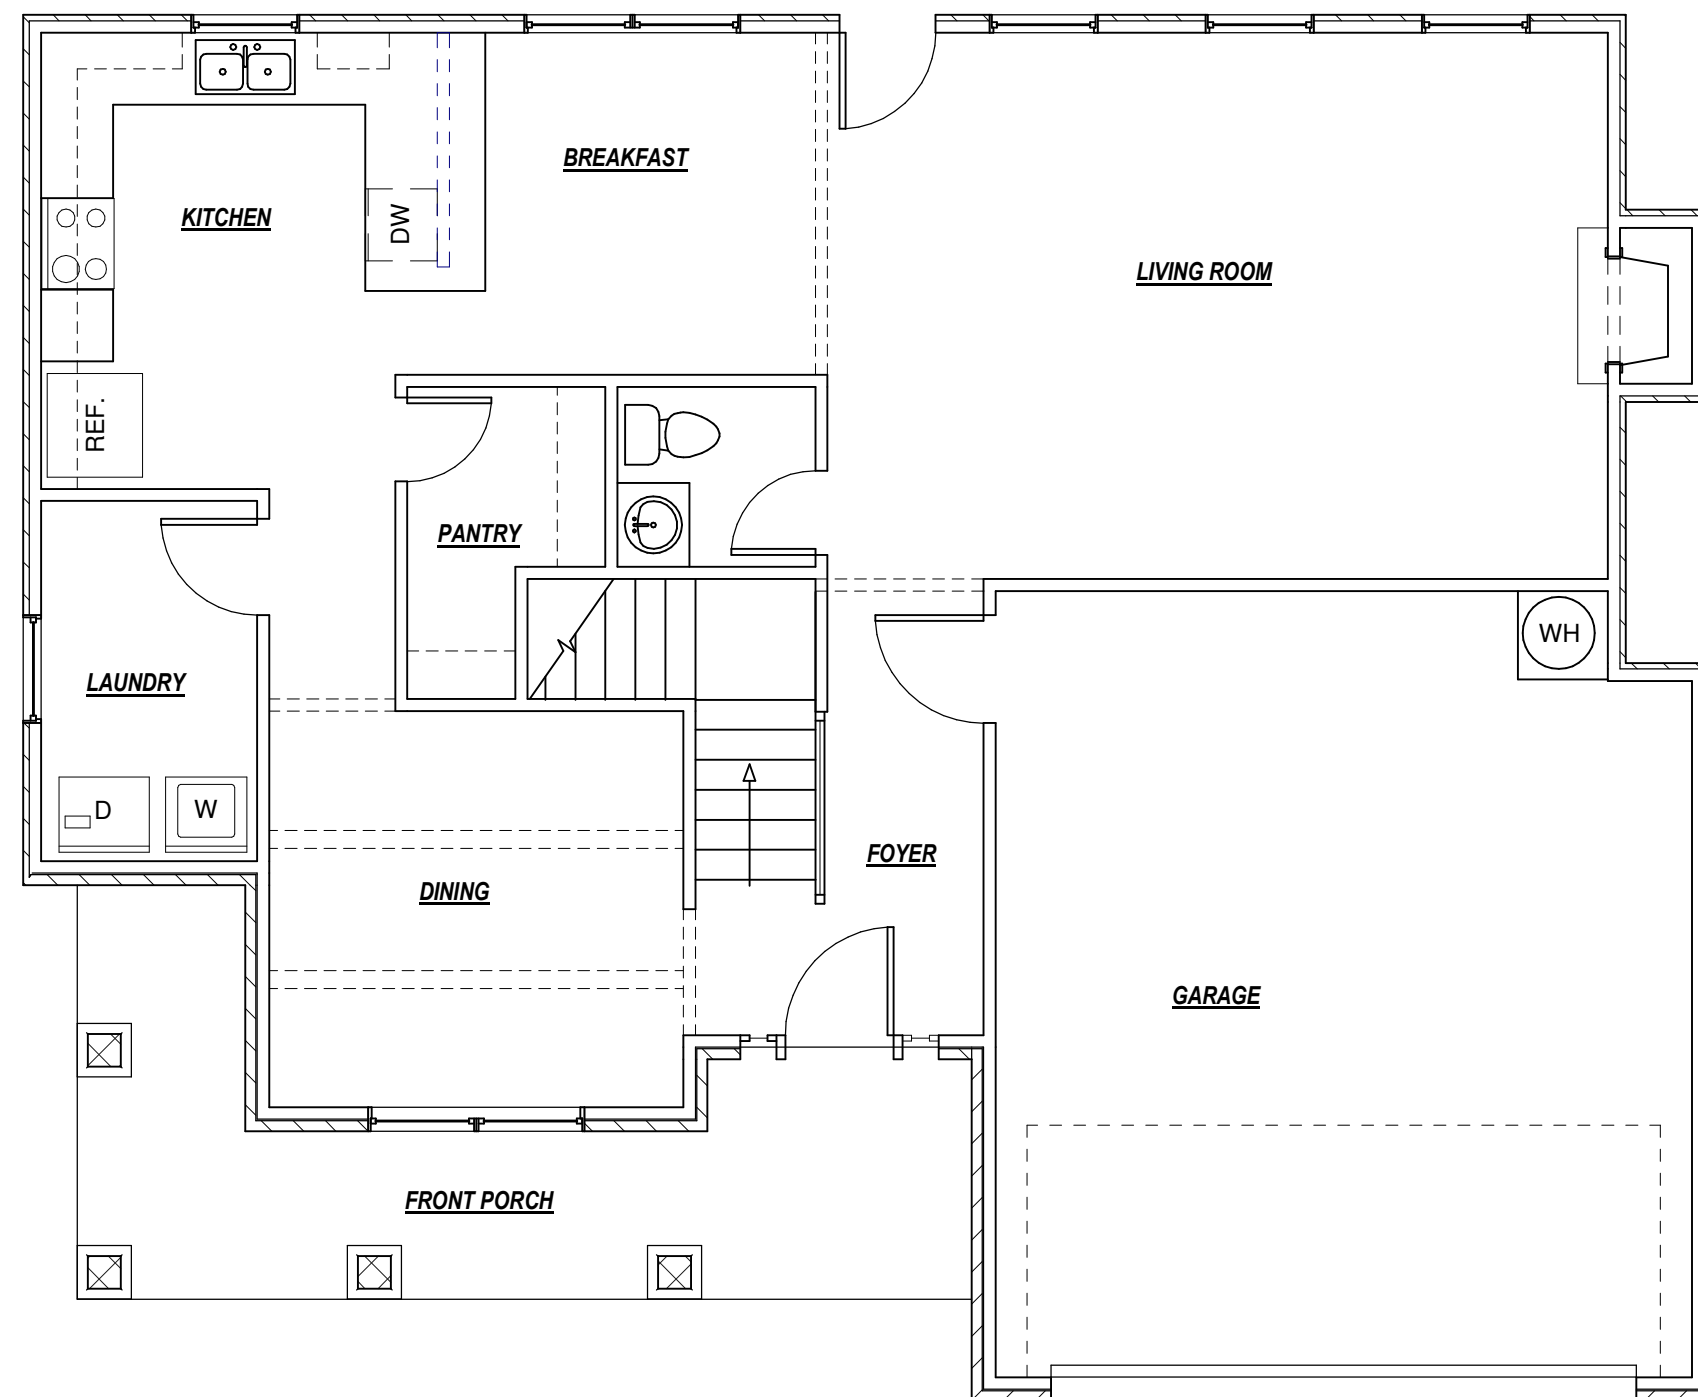 BREAKFAST
KITCHEN
DW
LIVING ROOM
REF.
PANTRY
WH
LAUNDRY
D
W
FOYER
DINING
GARAGE
FRONT PORCH